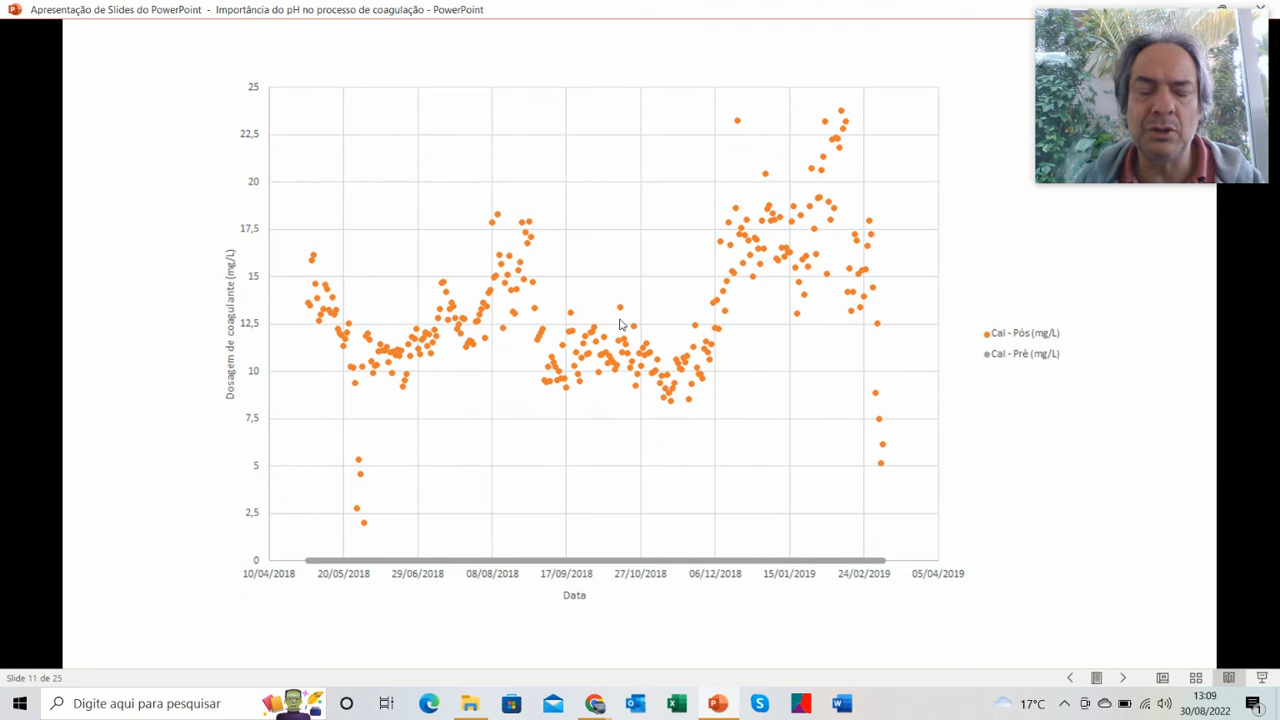 Apresentação de Slides do PowerPoint - Importância do pH no processo de coagulação - PowerPoint
25
22,5
20
17,5
15
12,5
10
7,5
5
2,5
0
Dosagem de coagulante (mg/L)
10/04/2018 20/05/2018 29/06/2018 08/08/2018 17/09/2018 27/10/2018 06/12/2018 15/01/2019 24/02/2019 05/04/2019
Data
Cal - Pós (mg/L)
Cal - Pré (mg/L)
Slide 11 de 25
Digite aqui para pesquisar
17°C
13:09
30/08/2022
1